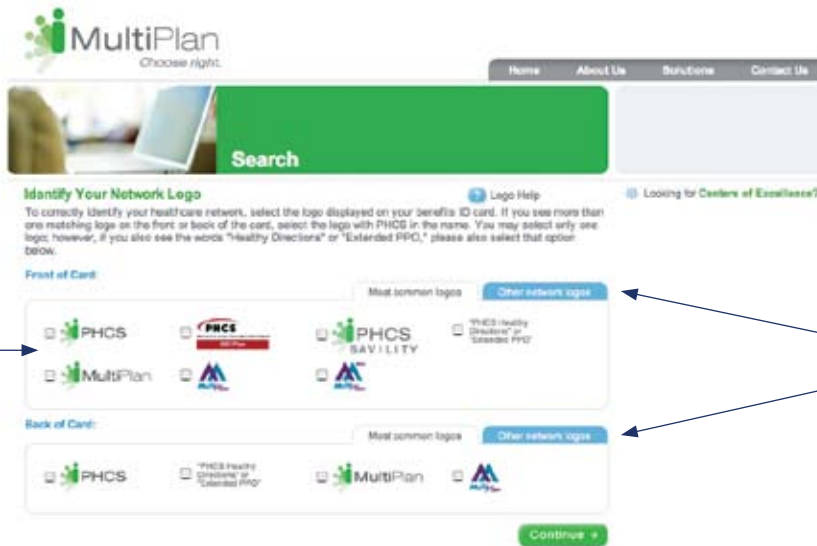 MultiPlan
Choose right.
Home About Us Solutions Contact Us
Search
Identify Your Network Logo
Logo Help
Looking for Centers of Excellence?
To correctly identify your healthcare network, select the logo displayed on your benefits ID card. If you see more than
one matching logo on the front or back of the card, select the logo with PHCS in the name. You may select only one
logo; however, if you also see the words "Healthy Directions" or "Extended PPO," please also select that option
below.
Front of Card:
Most common logos Other network logos
PHCS PHCS PHCS SAVILITY
"PHCS Healthy
Directions" or
"Extended PPO"
MultiPlan
Back of Card:
Most common logos Other network logos
PHCS
"PHCS Healthy
Directions" or
"Extended PPO"
MultiPlan
Continue